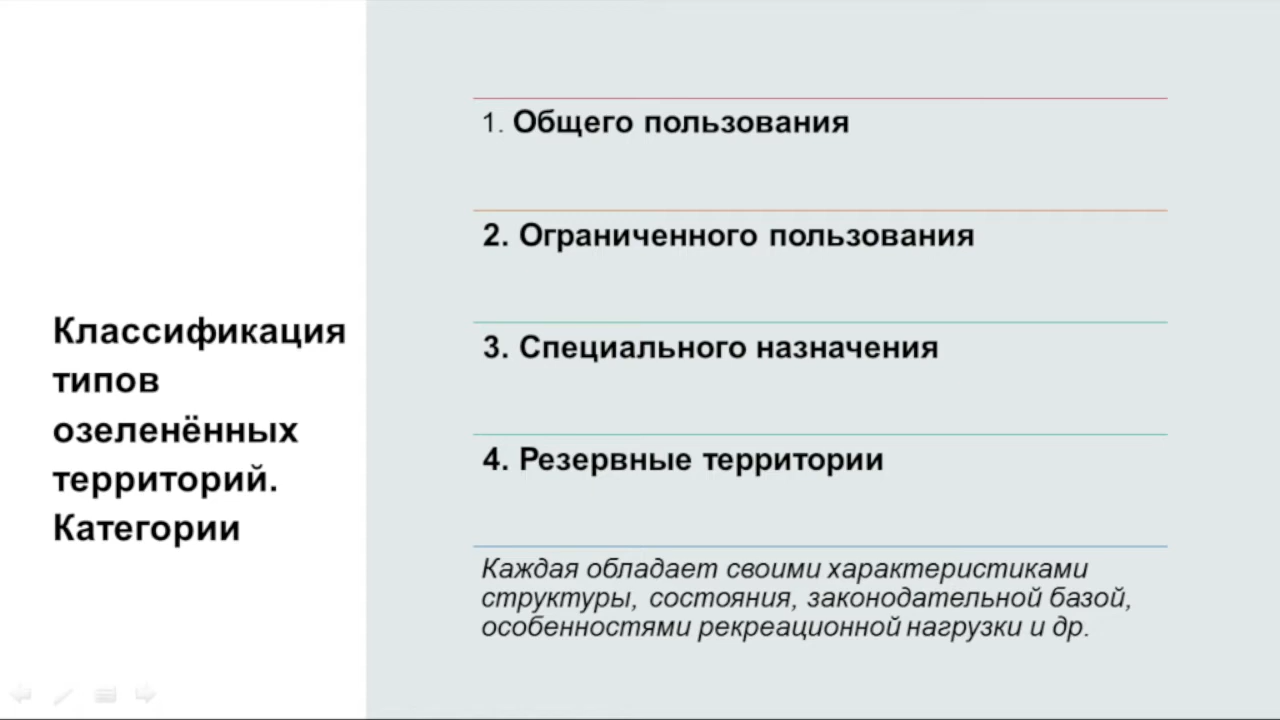 Классификация
типов
озеленённых
территорий.
Категории
1. Общего пользования
2. Ограниченного пользования
3. Специального назначения
4. Резервные территории
Каждая обладает своими характеристиками
структуры, состояния, законодательной базой,
особенностями рекреационной нагрузки и др.